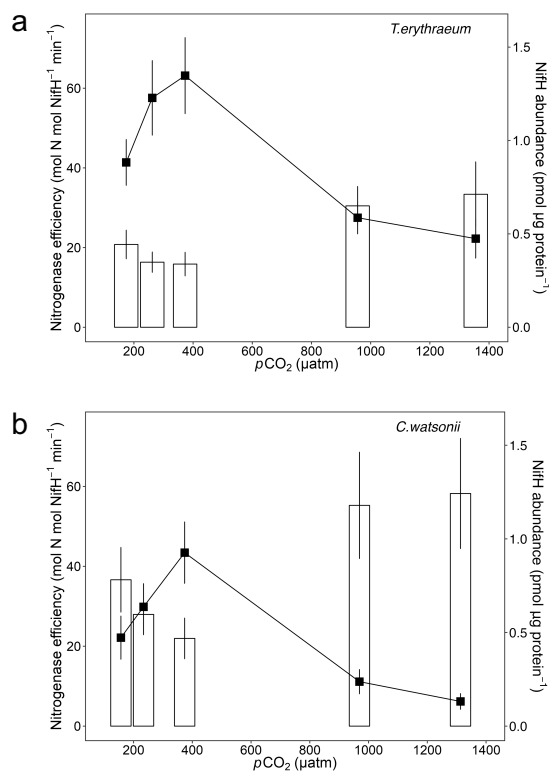 a
T.erythraeum
Nitrogenase efficiency (mol N mol NifH⁻¹ min⁻¹)
60
40
20
0
1.5
1.0
0.5
0.0
NifH abundance (pmol µg protein⁻¹)
200 400 600 800 1000 1200 1400
pCO₂ (µatm)
b
C.watsonii
Nitrogenase efficiency (mol N mol NifH⁻¹ min⁻¹)
60
40
20
0
1.5
1.0
0.5
0.0
NifH abundance (pmol µg protein⁻¹)
200 400 600 800 1000 1200 1400
pCO₂ (µatm)